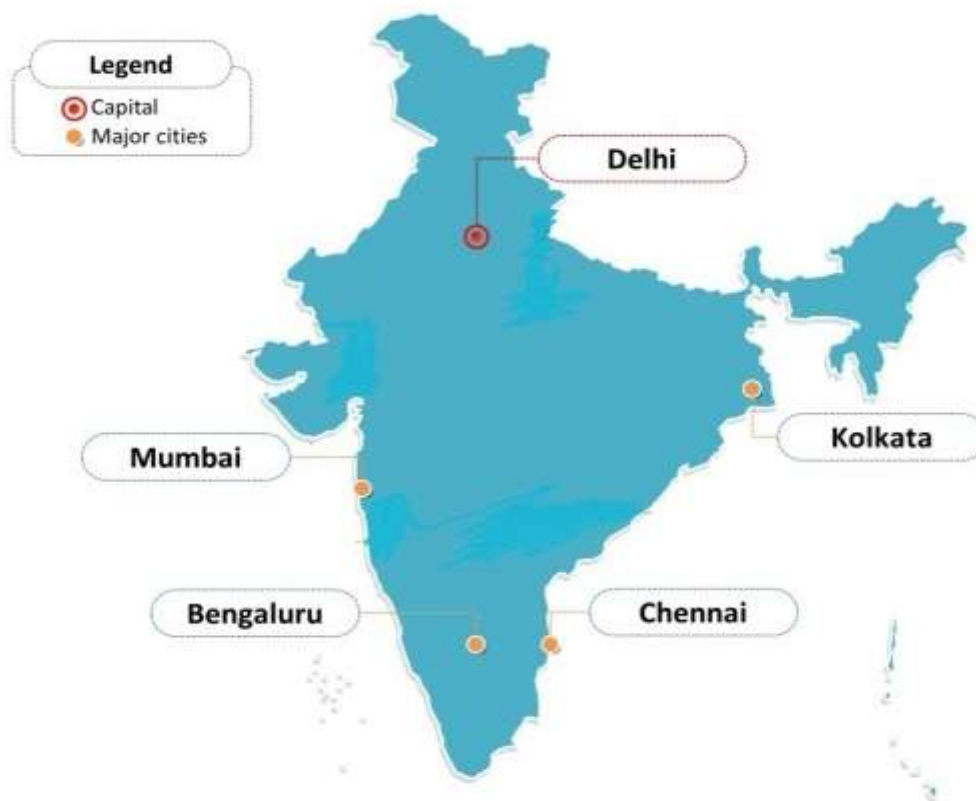 Legend
Capital
Major cities
Delhi
Kolkata
Mumbai
Bengaluru
Chennai